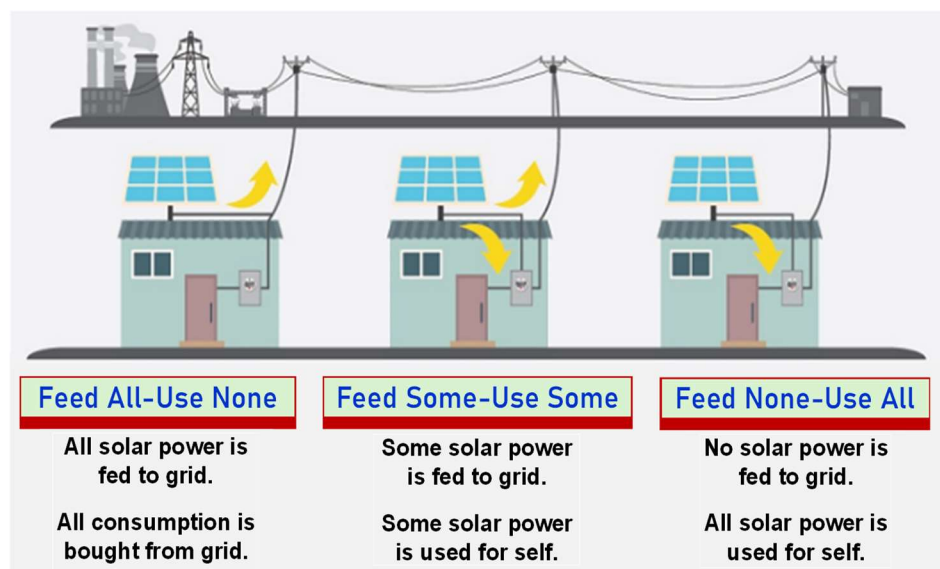 Feed All-Use None
All solar power is
fed to grid.
All consumption is
bought from grid.
Feed Some-Use Some
Some solar power
is fed to grid.
Some solar power
is used for self.
Feed None-Use All
No solar power is
fed to grid.
All solar power is
used for self.